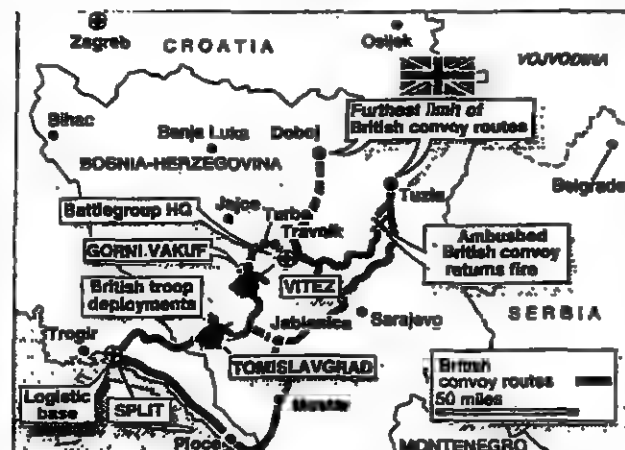 Zagreb
CROATIA
Osijek
VOJVODINA
Bihac
Banja Luka
Doboj
Furthest limit of
British convoy routes
BOSNIA-HERZEGOVINA
Tuzla
Belgrade
Jajce
Battlegroup HQ
Turbe
Travnik
GORNI VAKUF
VITEZ
Ambushed
British convoy
returns fire
British troop
deployments
Jablanica
Sarajevo
SERBIA
Trogir
TOMISLAVGRAD
British
convoy routes
50 miles
Logistic
base
SPLIT
Ploce
MONTENEGRO